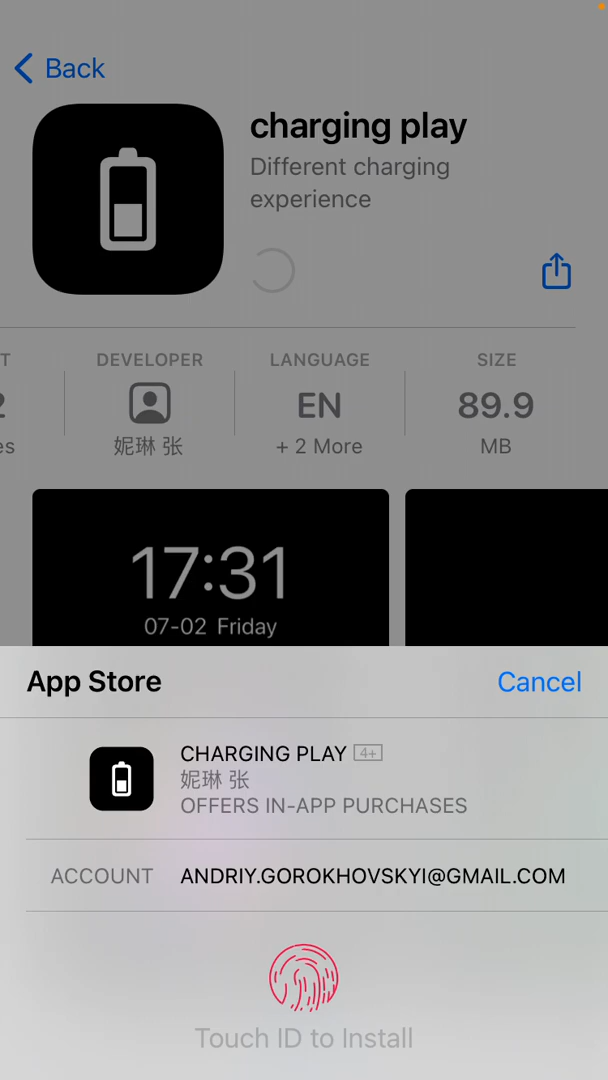 Back
charging play
Different charging
experience
T
DEVELOPER
LANGUAGE
SIZE
2
EN
89.9
es
妮琳 张
+ 2 More
MB
17:31
07-02 Friday
App Store
Cancel
CHARGING PLAY 4+
妮琳 张
OFFERS IN-APP PURCHASES
ACCOUNT ANDRIY.GOROKHOVSKYI@GMAIL.COM
Touch ID to Install